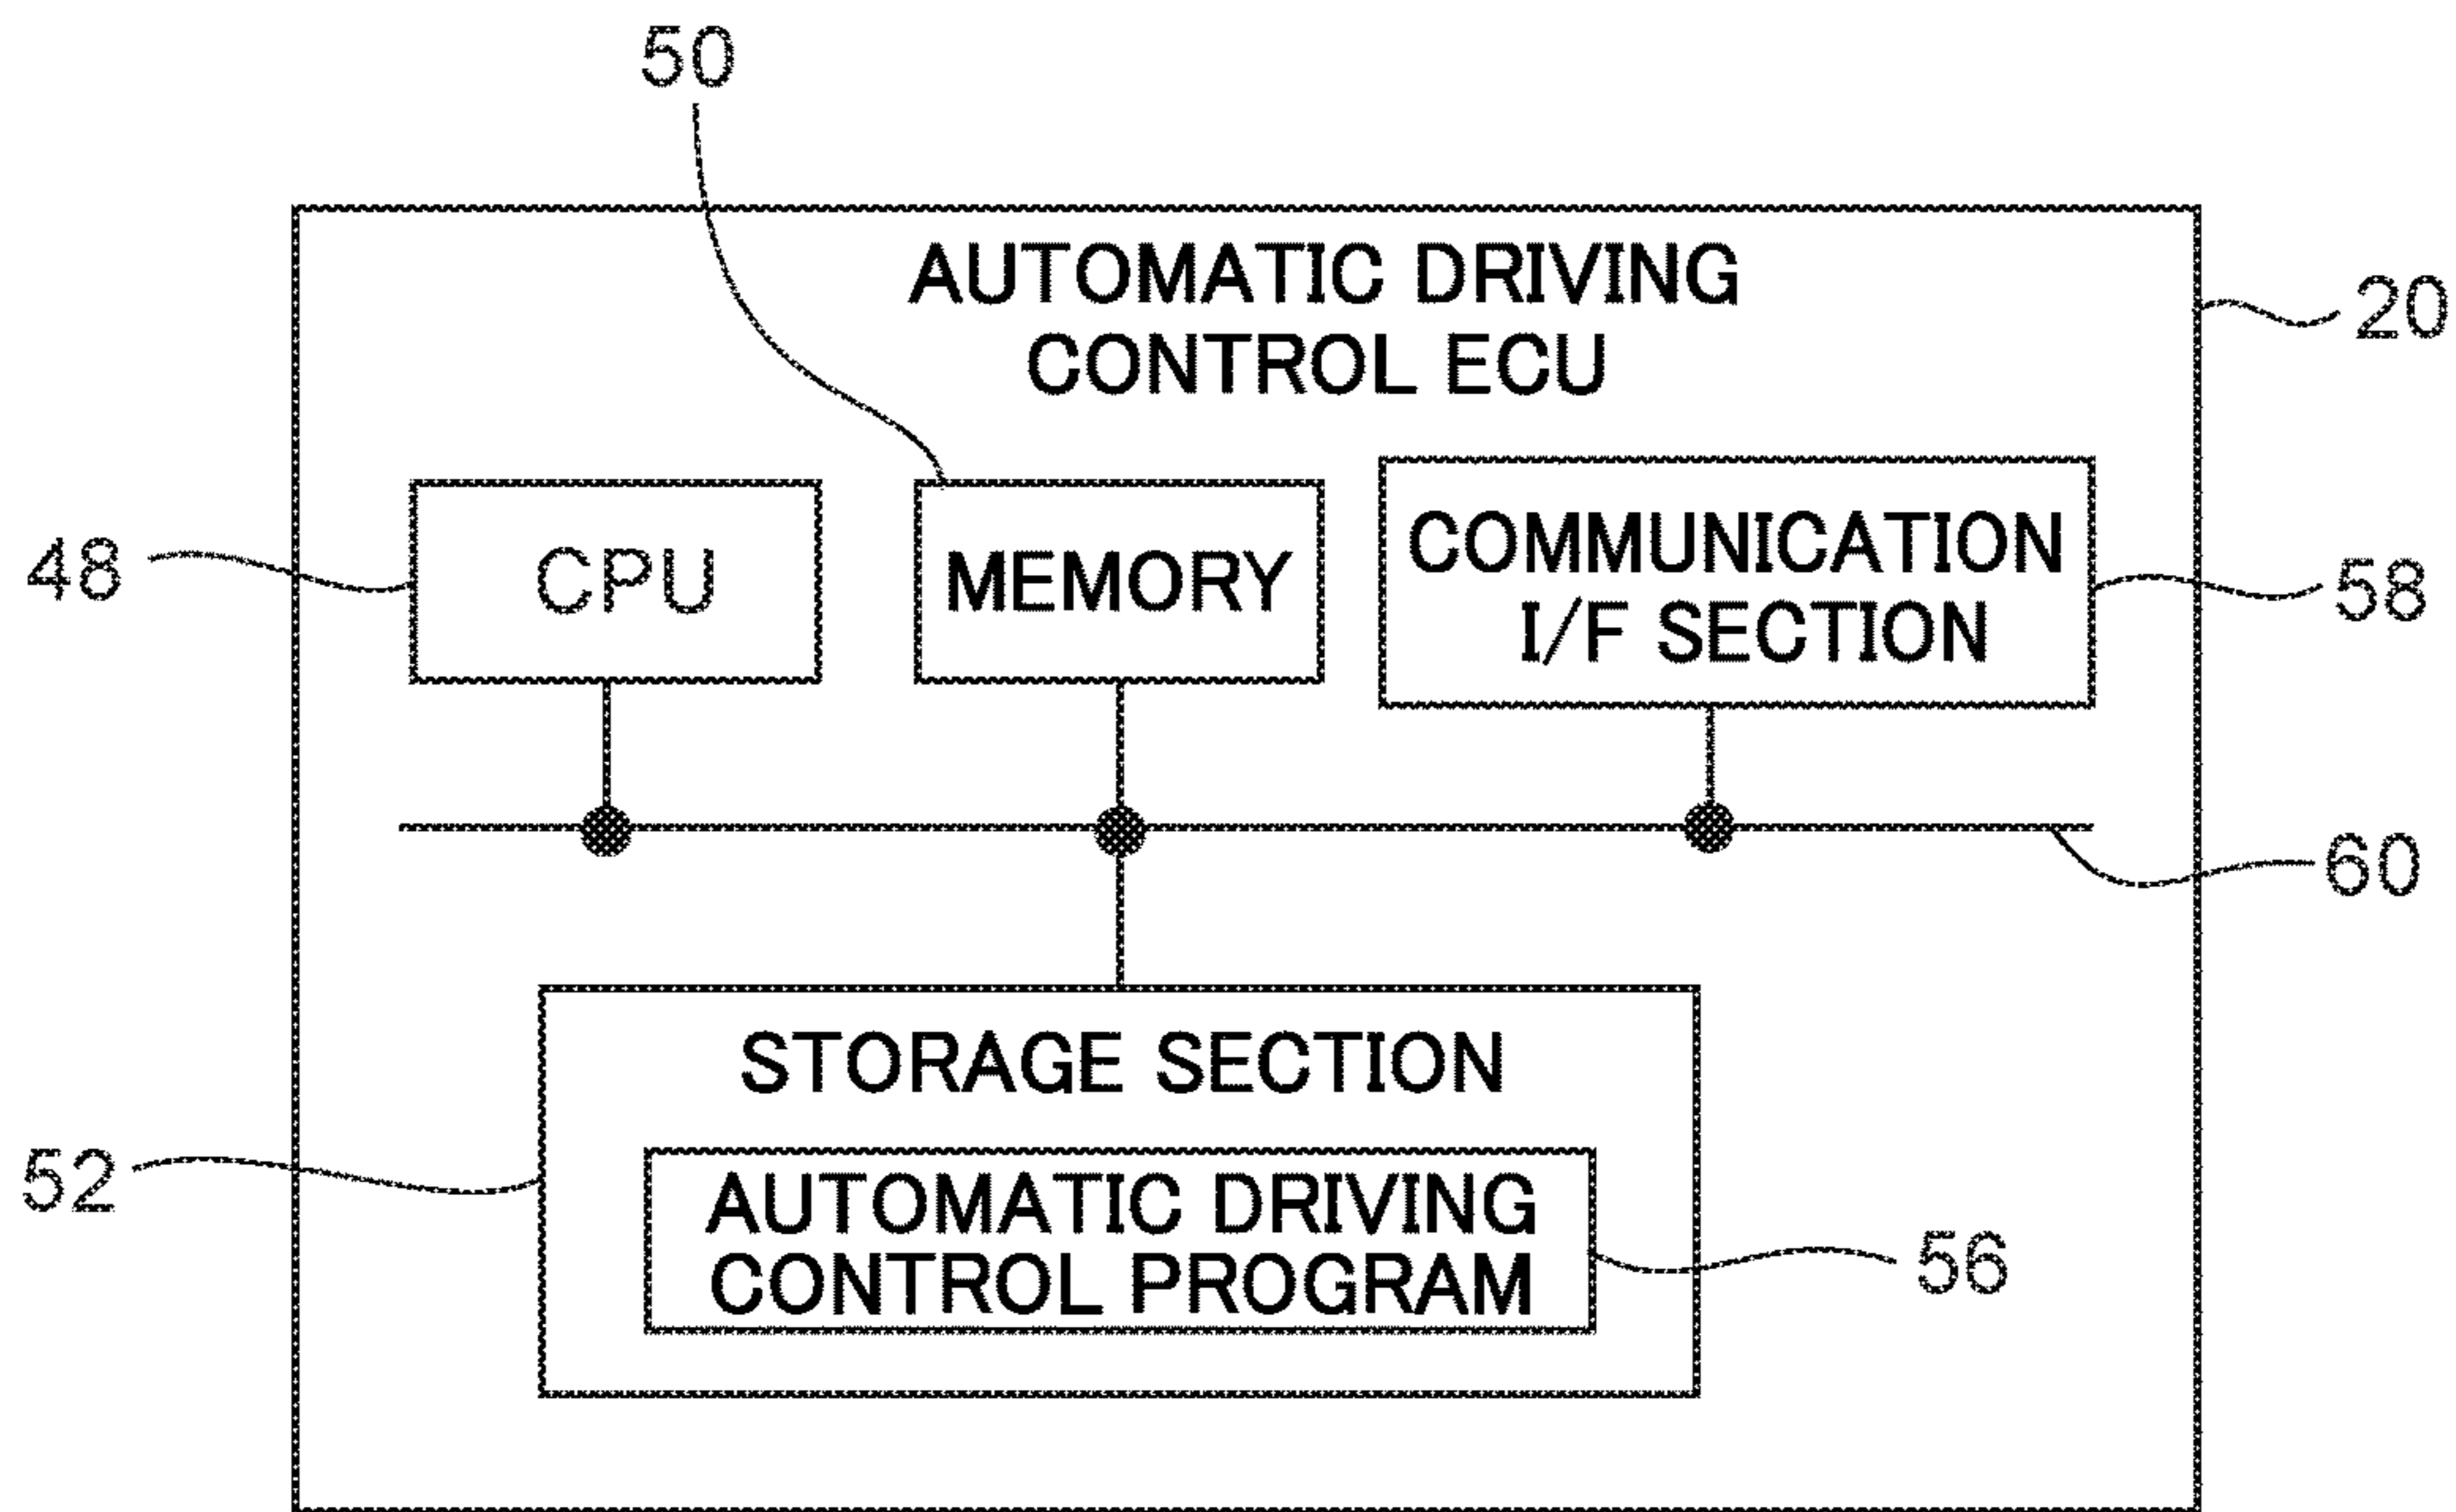 50
AUTOMATIC DRIVING
CONTROL ECU
20
48
CPU
MEMORY
COMMUNICATION
I/F SECTION
58
60
STORAGE SECTION
52
AUTOMATIC DRIVING
CONTROL PROGRAM
56